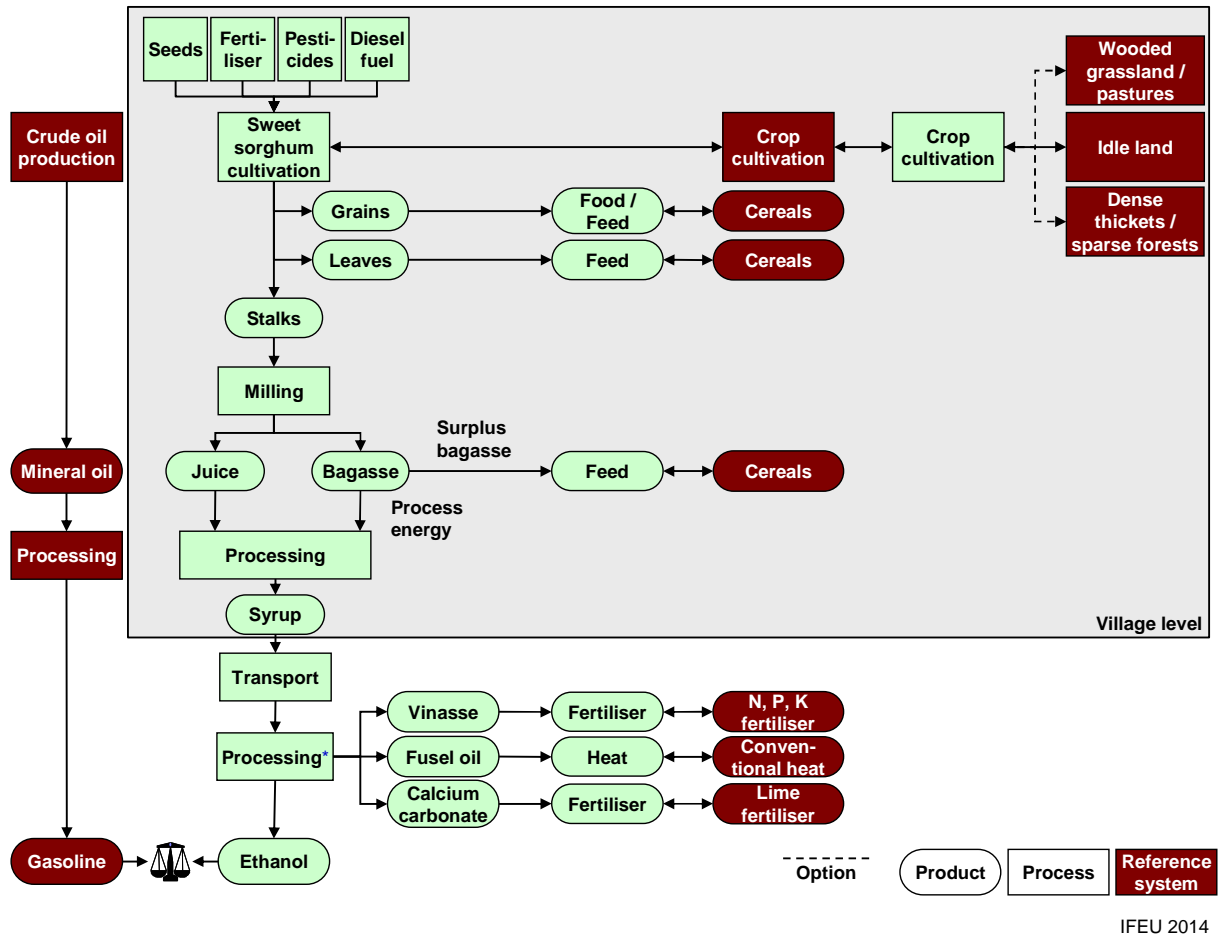 Seeds
Ferti-
liser
Pesti-
cides
Diesel
fuel
Wooded
grassland /
pastures
Crude oil
production
Sweet
sorghum
cultivation
Crop
cultivation
Crop
cultivation
Idle land
Dense
thickets /
sparse forests
Grains
Food /
Feed
Cereals
Leaves
Feed
Cereals
Stalks
Milling
Surplus
bagasse
Mineral oil
Juice
Bagasse
Feed
Cereals
Process
energy
Processing
Processing
Syrup
Village level
Transport
Vinasse
Fertiliser
N, P, K
fertiliser
Processing*
Fusel oil
Heat
Conven-
tional heat
Calcium
carbonate
Fertiliser
Lime
fertiliser
Gasoline
Ethanol
Option
Product
Process
Reference
system
IFEU 2014